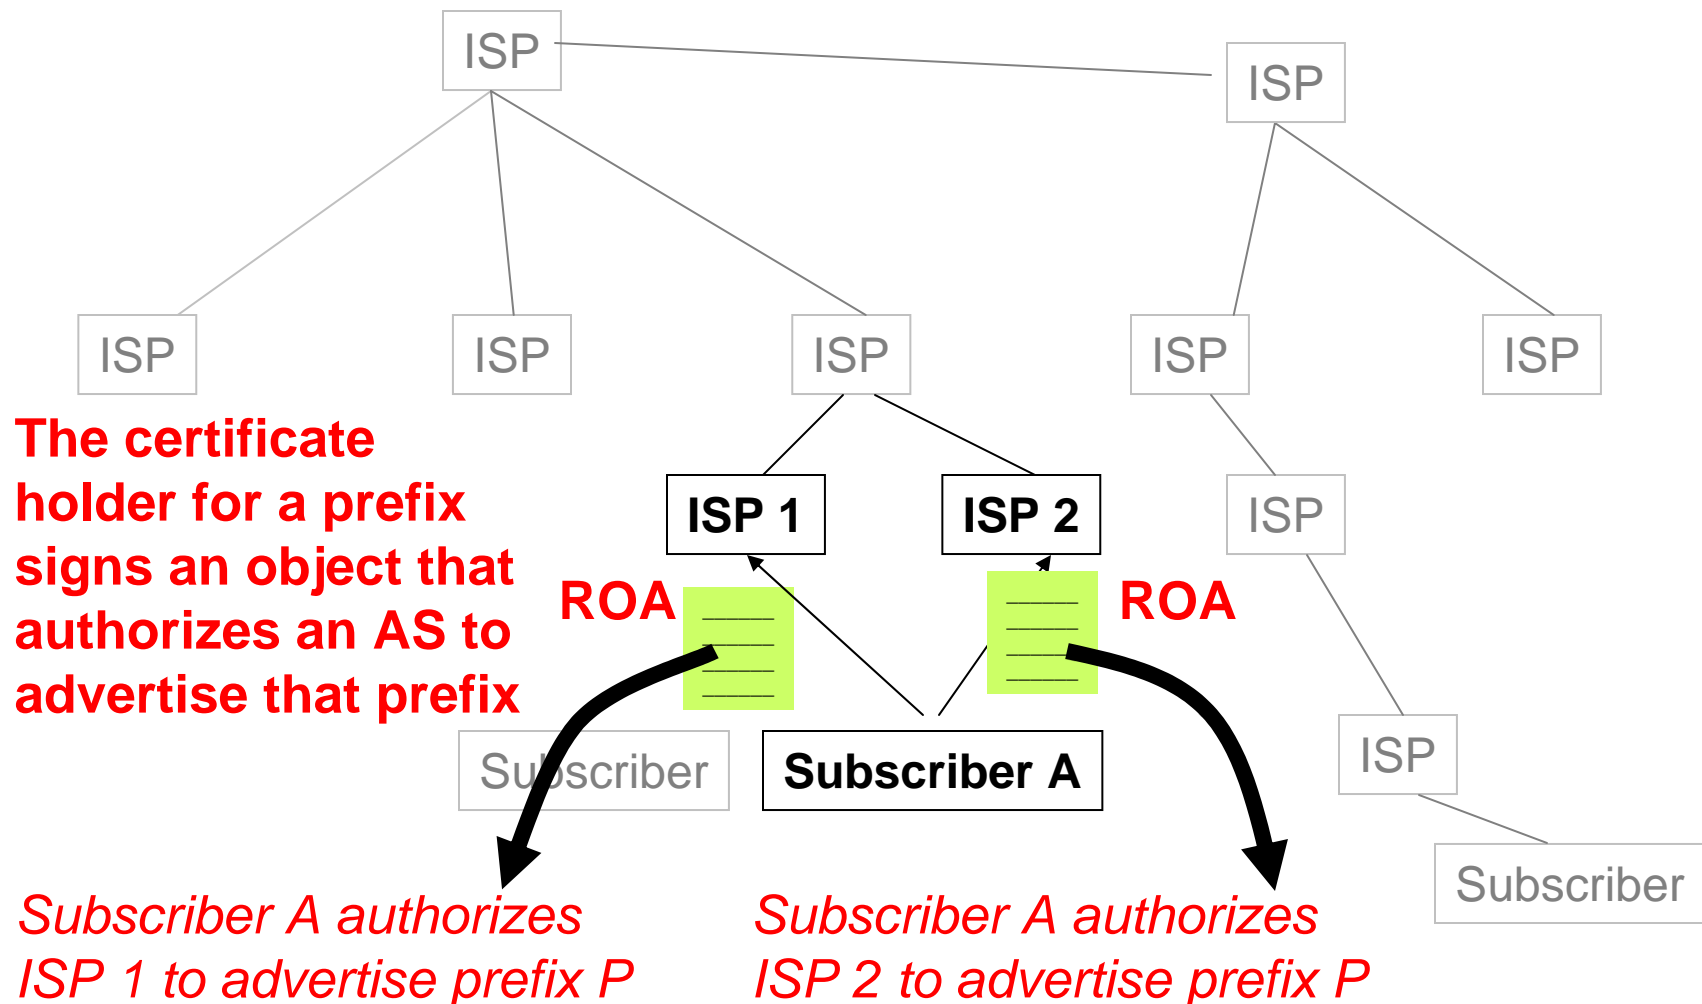 ISP
ISP
ISP
ISP
ISP
ISP
ISP
The certificate
holder for a prefix
signs an object that
authorizes an AS to
advertise that prefix
ISP 1
ISP 2
ISP
ROA
ROA
Subscriber
Subscriber A
ISP
Subscriber
Subscriber A authorizes
ISP 1 to advertise prefix P
Subscriber A authorizes
ISP 2 to advertise prefix P